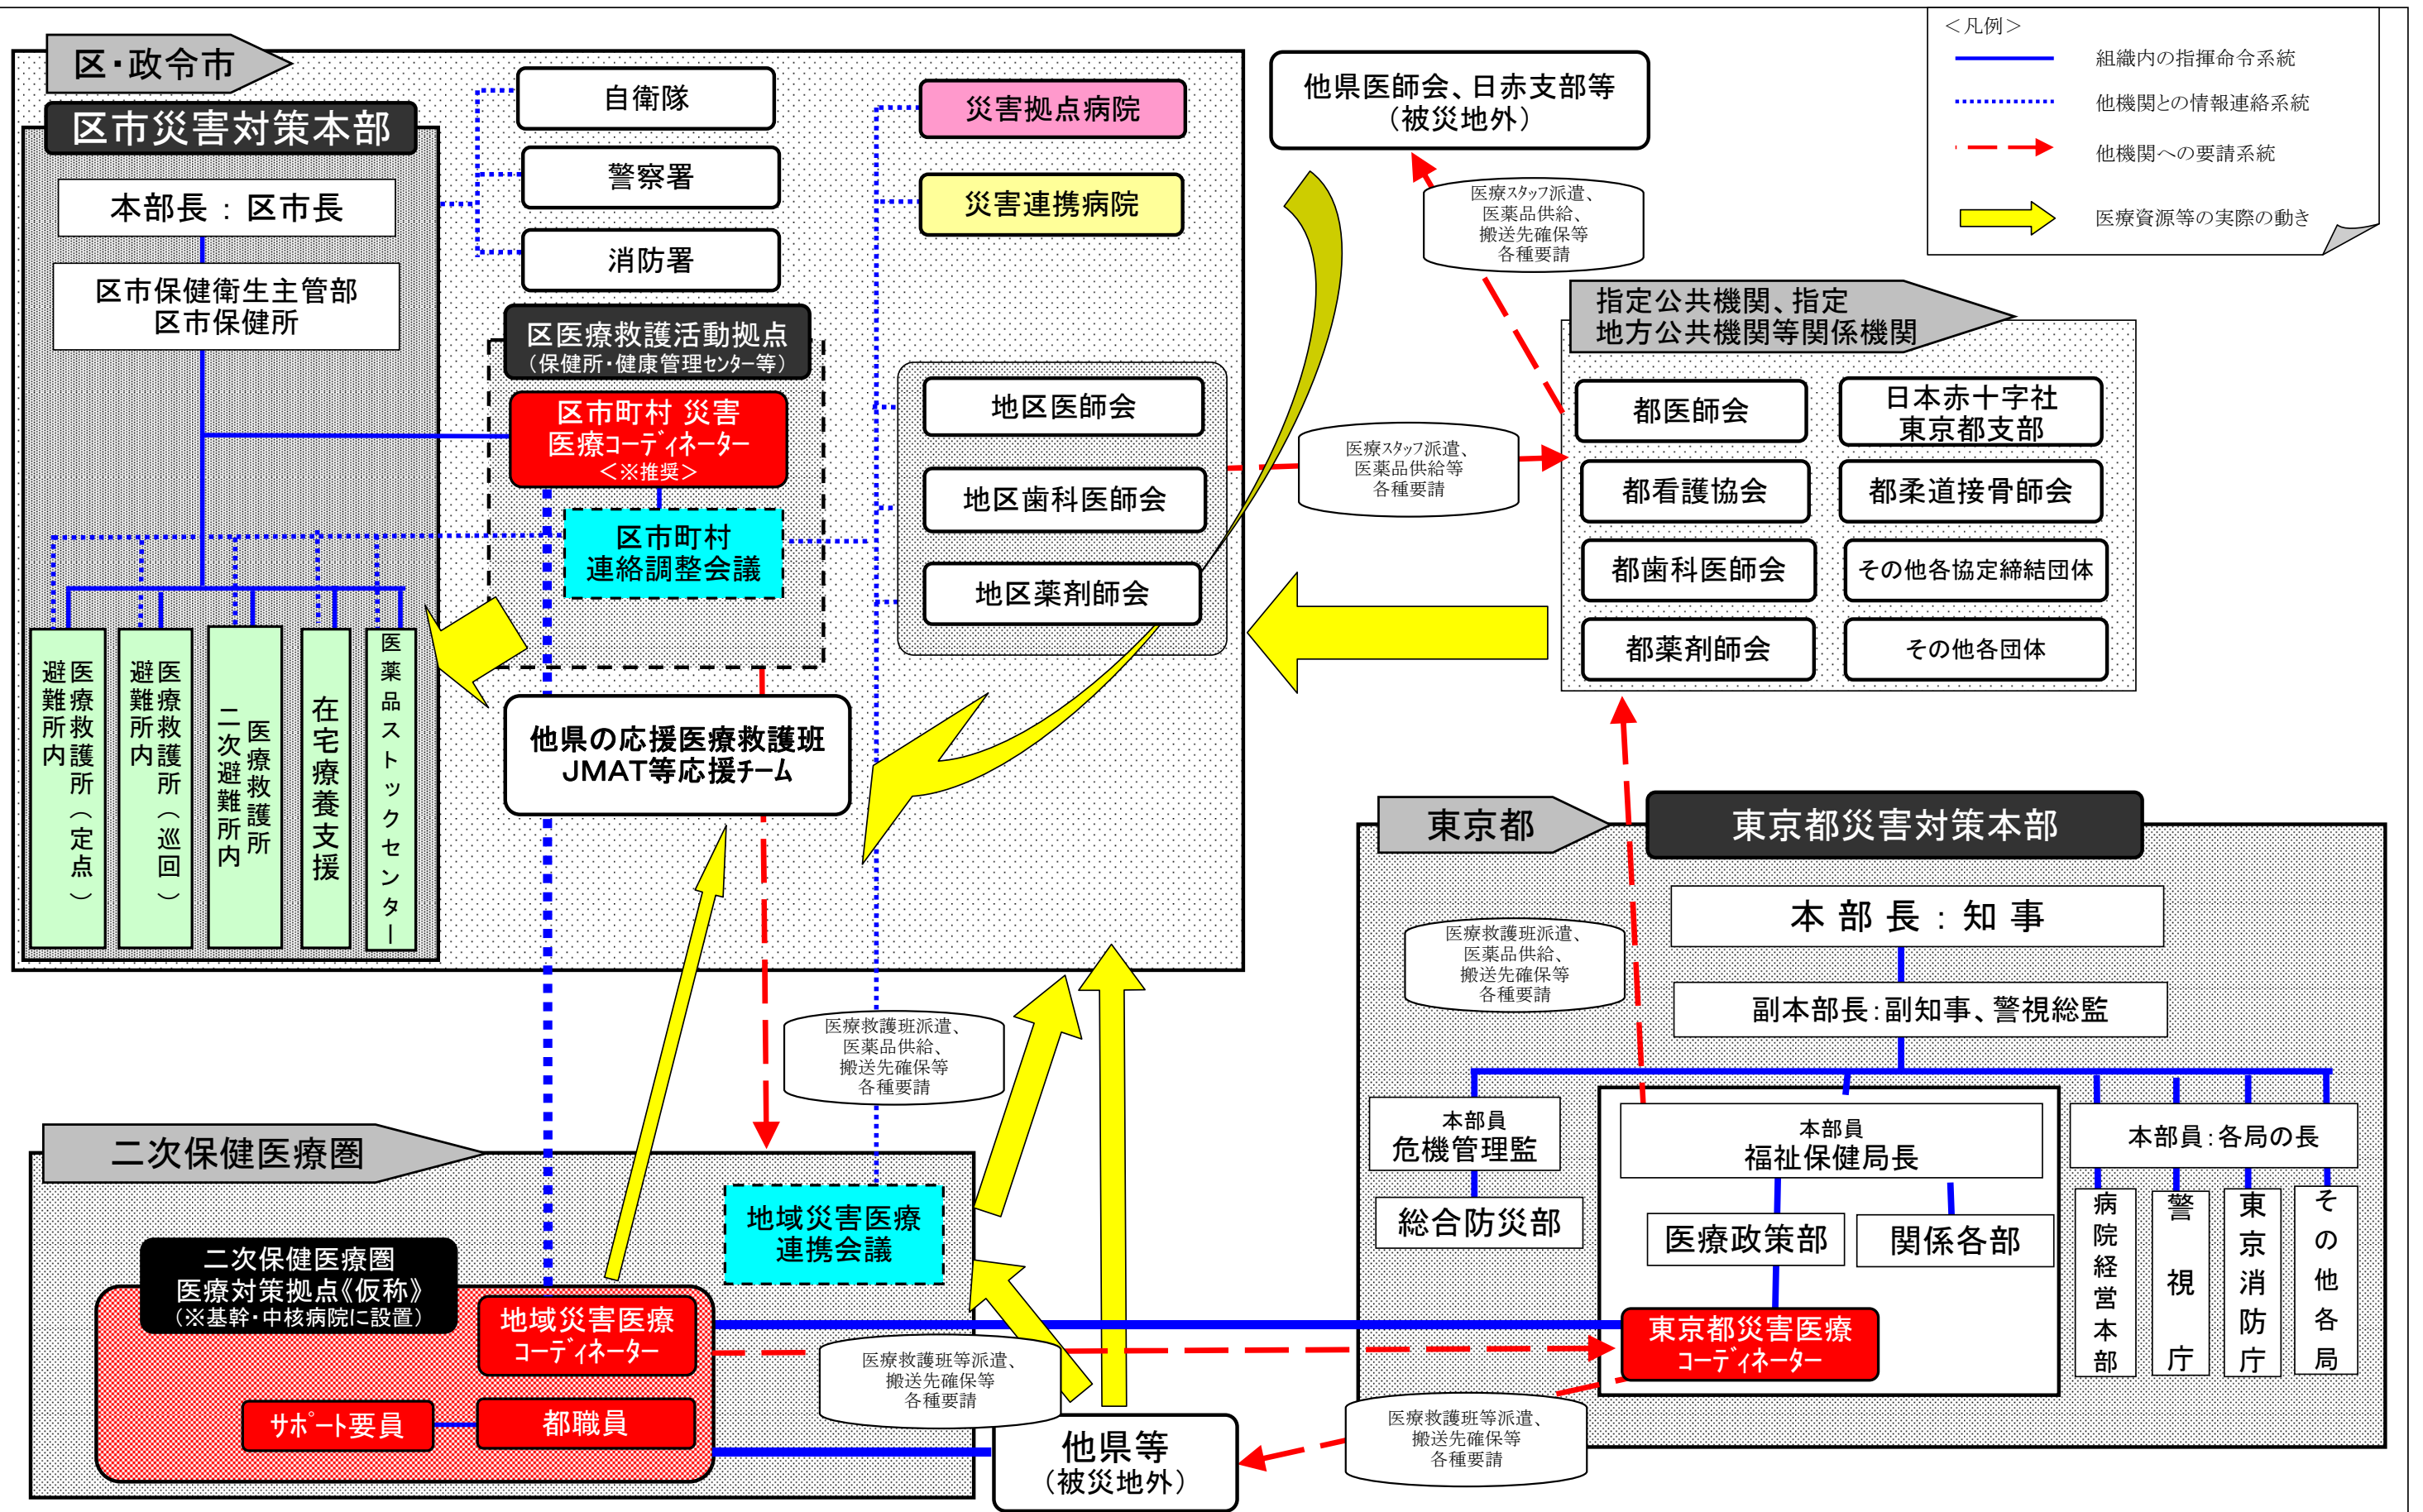 ＜凡例＞
組織内の指揮命令系統
他機関との情報連絡系統
他機関への要請系統
医療資源等の実際の動き
区・政令市
区市災害対策本部
本部長：区市長
区市保健衛生主管部
区市保健所
自衛隊
警察署
消防署
災害拠点病院
災害連携病院
他県医師会、日赤支部等
（被災地外）
医療スタッフ派遣、
医薬品供給、
搬送先確保等
各種要請
区医療救護活動拠点
（保健所・健康管理センター等）
区市町村 災害
医療コーディネーター
＜※推奨＞
区市町村
連絡調整会議
地区医師会
地区歯科医師会
地区薬剤師会
医療スタッフ派遣、
医薬品供給等
各種要請
指定公共機関、指定
地方公共機関等関係機関
都医師会
日本赤十字社
東京都支部
都看護協会
都柔道接骨師会
都歯科医師会
その他各協定締結団体
都薬剤師会
その他各団体
医療救護所（定点）
避難所内
医療救護所（巡回）
避難所内
医療救護所
二次避難所内
在宅療養支援
医薬品ストックセンター
他県の応援医療救護班
JMAT等応援チーム
東京都
東京都災害対策本部
本部長：知事
副本部長：副知事、警視総監
医療救護班派遣、
医薬品供給、
搬送先確保等
各種要請
本部員
危機管理監
総合防災部
本部員
福祉保健局長
医療政策部
関係各部
本部員：各局の長
病院経営本部
警視庁
東京消防庁
その他各局
東京都災害医療
コーディネーター
医療救護班派遣、
医薬品供給、
搬送先確保等
各種要請
二次保健医療圏
地域災害医療
連携会議
二次保健医療圏
医療対策拠点《仮称》
（※基幹・中核病院に設置）
地域災害医療
コーディネーター
サポート要員
都職員
医療救護班等派遣、
搬送先確保等
各種要請
他県等
（被災地外）
医療救護班等派遣、
搬送先確保等
各種要請